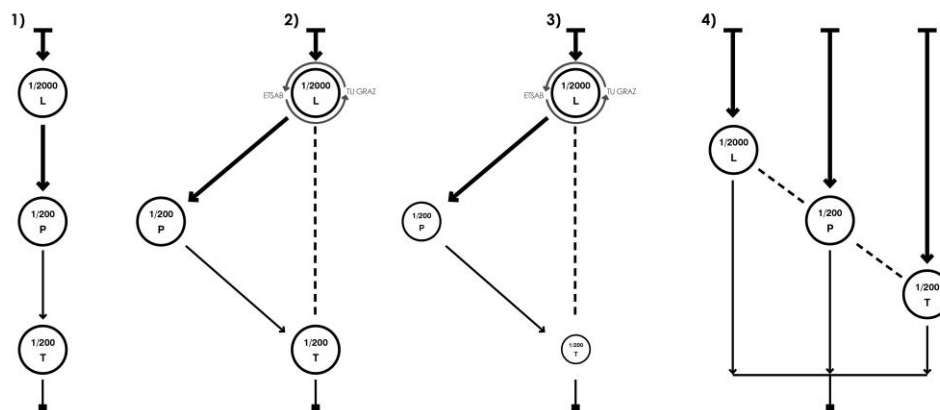 1)
1/2000
L
1/200
P
1/200
T
2)
1/2000
L
ETSAB
TU GRAZ
1/200
P
1/200
T
3)
1/2000
L
ETSAB
TU GRAZ
1/200
P
1/200
T
4)
1/2000
L
1/200
P
1/200
T